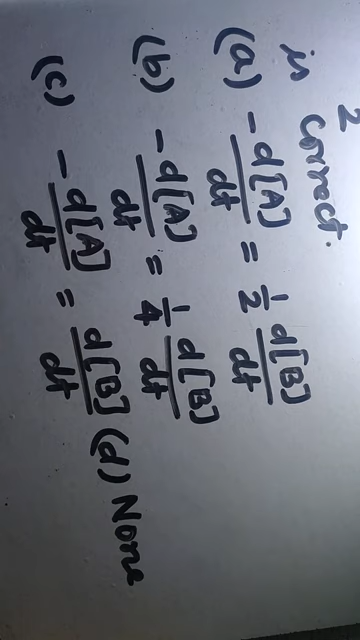 2
is correct.
(a) -d[A]/dt = 1/2 d[B]/dt
(b) -d[A]/dt = 1/4 d[B]/dt
(c) -d[A]/dt = d[B]/dt (d) None